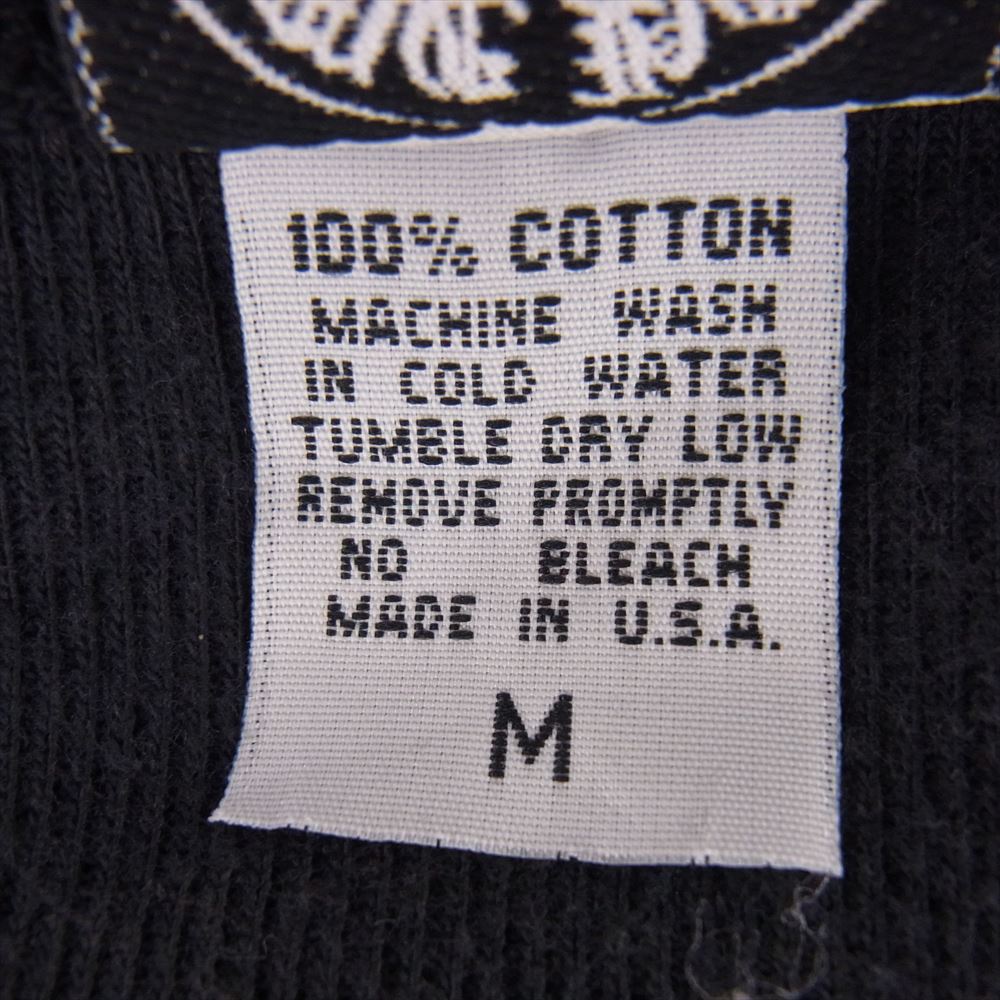 100% COTTON
MACHINE WASH
IN COLD WATER
TUMBLE DRY LOW
REMOVE PROMPTLY
NO BLEACH
MADE IN U.S.A.
M